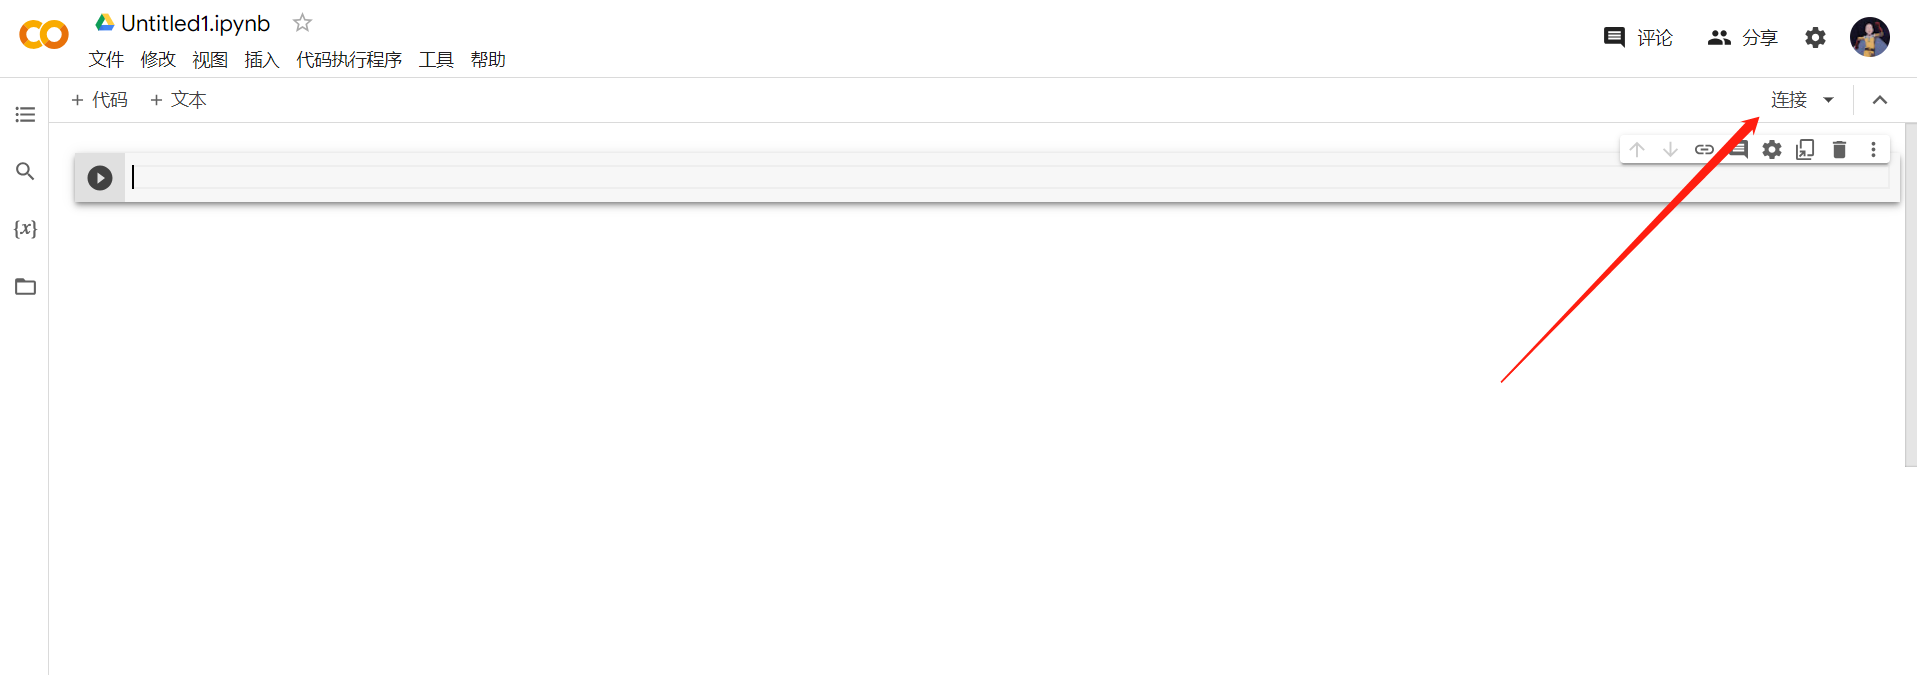 Untitled1.ipynb
文件 修改 视图 插入 代码执行程序 工具 帮助
评论 分享
+ 代码 + 文本
连接
{x}